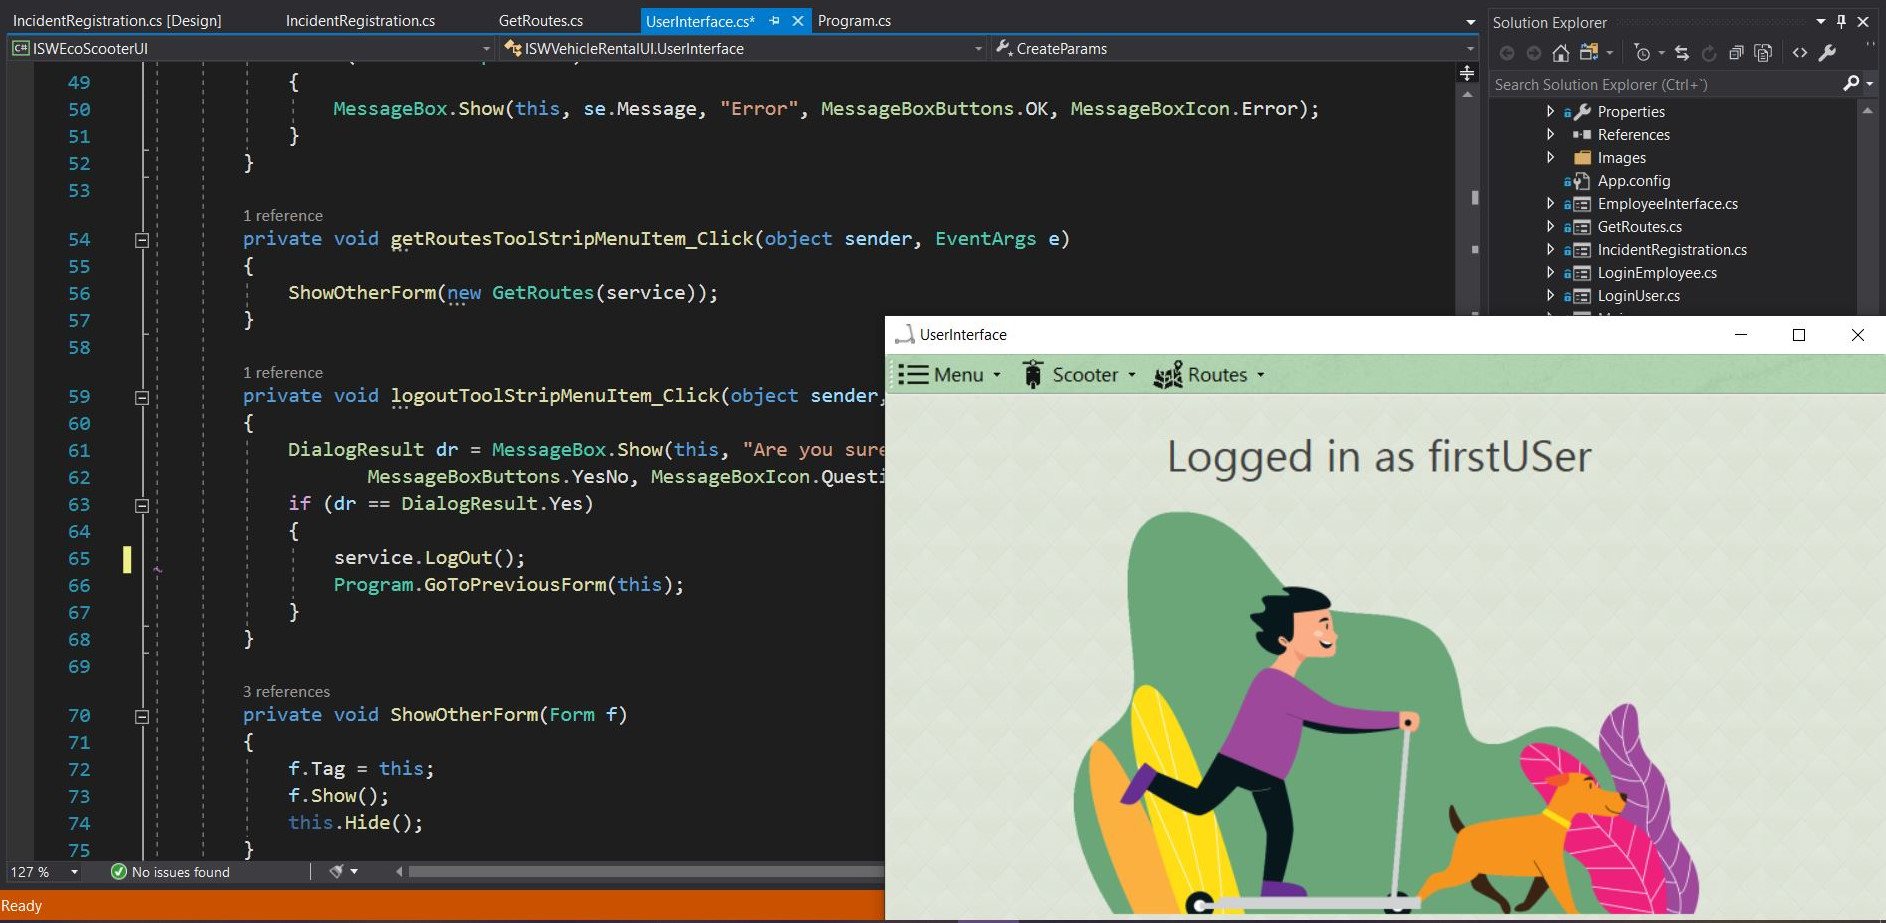 IncidentRegistration.cs [Design] IncidentRegistration.cs GetRoutes.cs UserInterface.cs* Program.cs
C# ISWEcoScooterUI ISWVehicleRentalUI.UserInterface CreateParams
49 {
50 MessageBox.Show(this, se.Message, "Error", MessageBoxButtons.OK, MessageBoxIcon.Error);
51 }
52 }
53
1 reference
54 private void getRoutesToolStripMenuItem_Click(object sender, EventArgs e)
55 {
56 ShowOtherForm(new GetRoutes(service));
57 }
58
1 reference
59 private void logoutToolStripMenuItem_Click(object sender,
60 {
61 DialogResult dr = MessageBox.Show(this, "Are you sure
62 MessageBoxButtons.YesNo, MessageBoxIcon.Questi
63 if (dr == DialogResult.Yes)
64 {
65 service.LogOut();
66 Program.GoToPreviousForm(this);
67 }
68 }
69
3 references
70 private void ShowOtherForm(Form f)
71 {
72 f.Tag = this;
73 f.Show();
74 this.Hide();
75 }
127 % No issues found
Ready
Solution Explorer
Search Solution Explorer (Ctrl+`)
Properties
References
Images
App.config
EmployeeInterface.cs
GetRoutes.cs
IncidentRegistration.cs
LoginEmployee.cs
LoginUser.cs
UserInterface
Menu Scooter Routes
Logged in as firstUSer